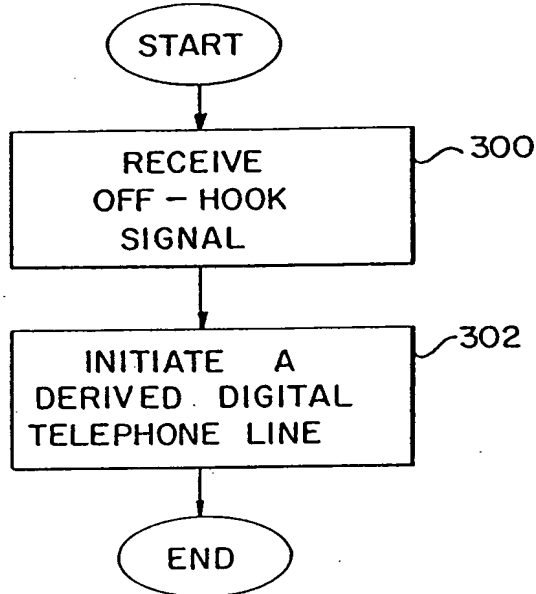 START
RECEIVE
OFF-HOOK
SIGNAL
300
INITIATE A
DERIVED DIGITAL
TELEPHONE LINE
302
END